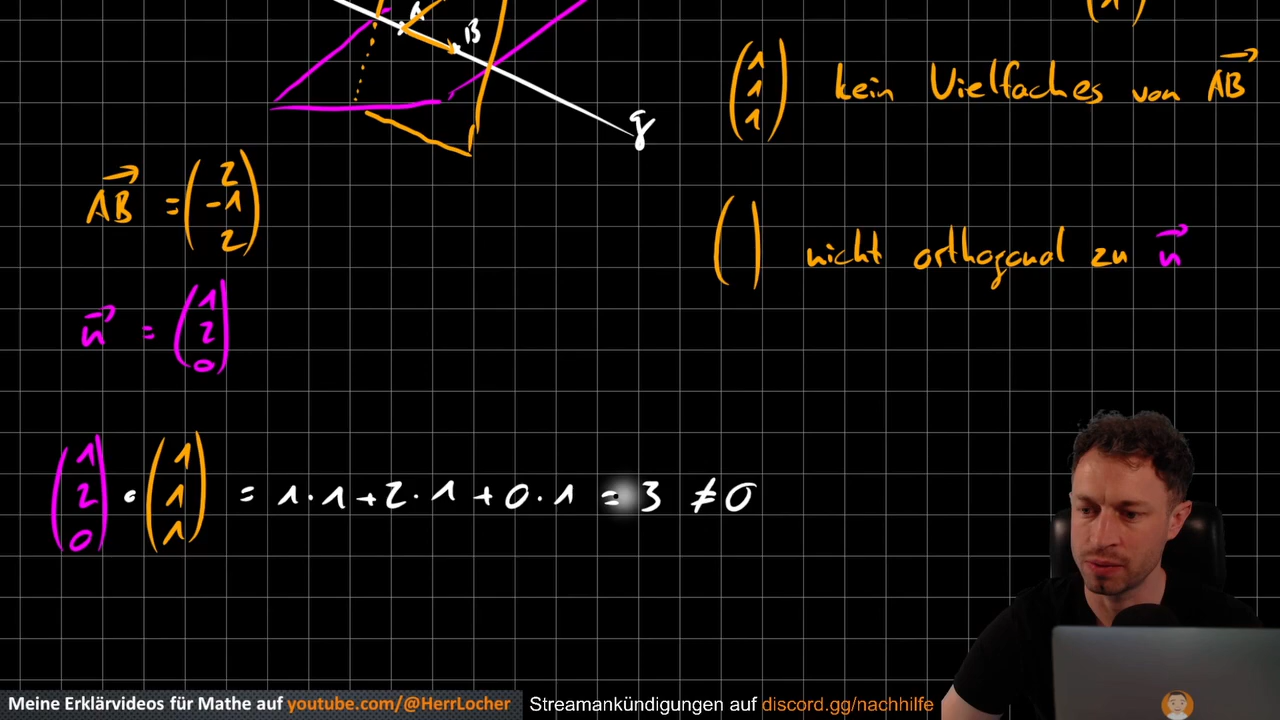 A
B
g
(1 1 1) kein Vielfaches von AB
AB = (2 -1 2)
( ) nicht orthogonal zu n
n = (1 2 0)
(1 2 0) · (1 1 1) = 1·1+2·1+0·1 = 3 ≠ 0
Meine Erklärvideos für Mathe auf youtube.com/@HerrLocher
Streamankündigungen auf discord.gg/nachhilfe